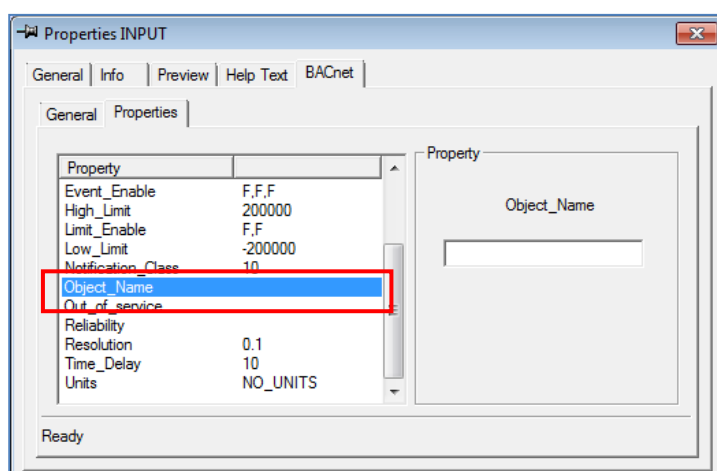 Properties INPUT
General Info Preview Help Text BACnet
General Properties
Property
Event_Enable F,F,F
High_Limit 200000
Limit_Enable F,F
Low_Limit -200000
Notification_Class 10
Object_Name
Out_of_service
Reliability
Resolution 0.1
Time_Delay 10
Units NO_UNITS
Property
Object_Name
Ready